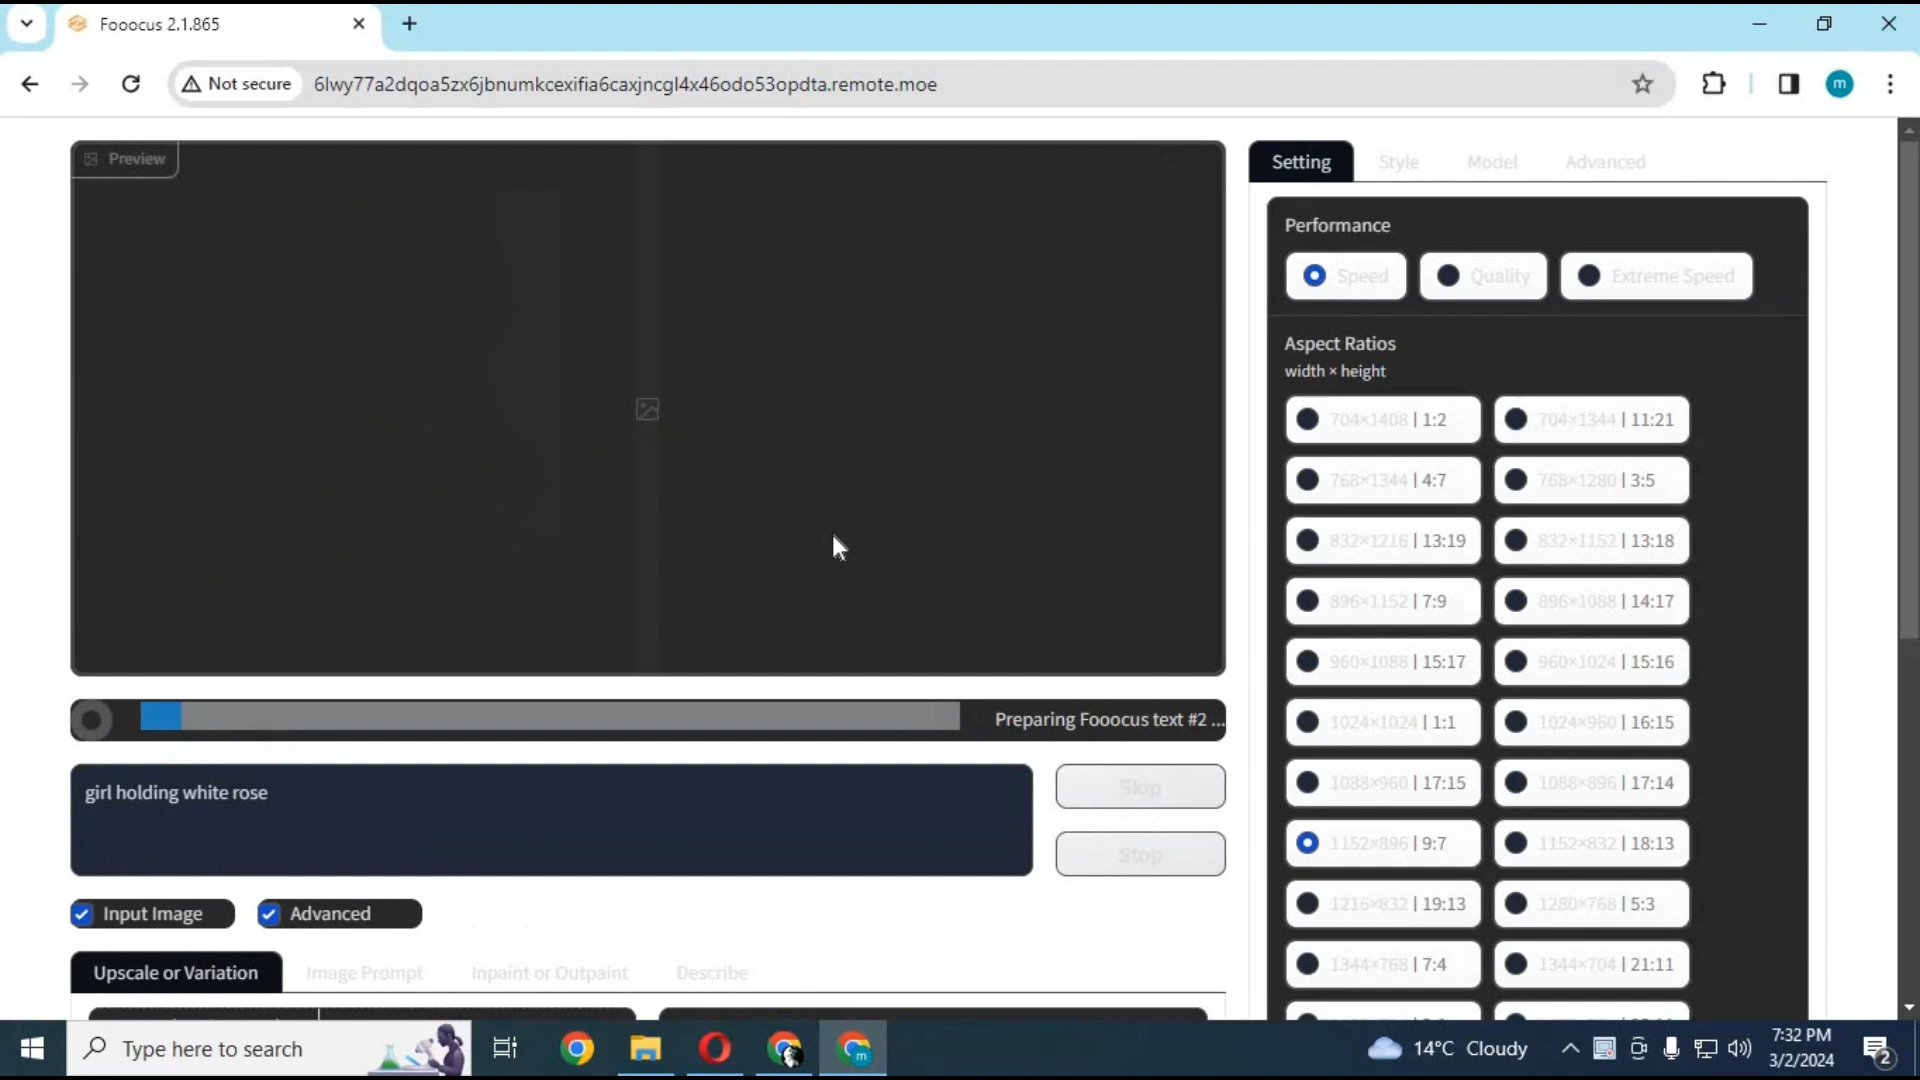 Fooocus 2.1.865
Not secure
6lwy77a2dqoa5zx6jbnumkcexifia6caxjncgl4x46odo53opdta.remote.moe
m
Preview
Setting Style Model Advanced
Performance
Speed Quality Extreme Speed
Aspect Ratios
width × height
704×1408 | 1:2 704×1344 | 11:21
768×1344 | 4:7 768×1280 | 3:5
832×1216 | 13:19 832×1152 | 13:18
896×1152 | 7:9 896×1088 | 14:17
960×1088 | 15:17 960×1024 | 15:16
1024×1024 | 1:1 1024×960 | 16:15
1088×960 | 17:15 1088×896 | 17:14
1152×896 | 9:7 1152×832 | 18:13
1216×832 | 19:13 1280×768 | 5:3
1344×768 | 7:4 1344×704 | 21:11
Preparing Fooocus text #2 ...
girl holding white rose
Skip
Stop
Input Image Advanced
Upscale or Variation Image Prompt Inpaint or Outpaint Describe
Type here to search
m
14°C Cloudy
7:32 PM
3/2/2024
2